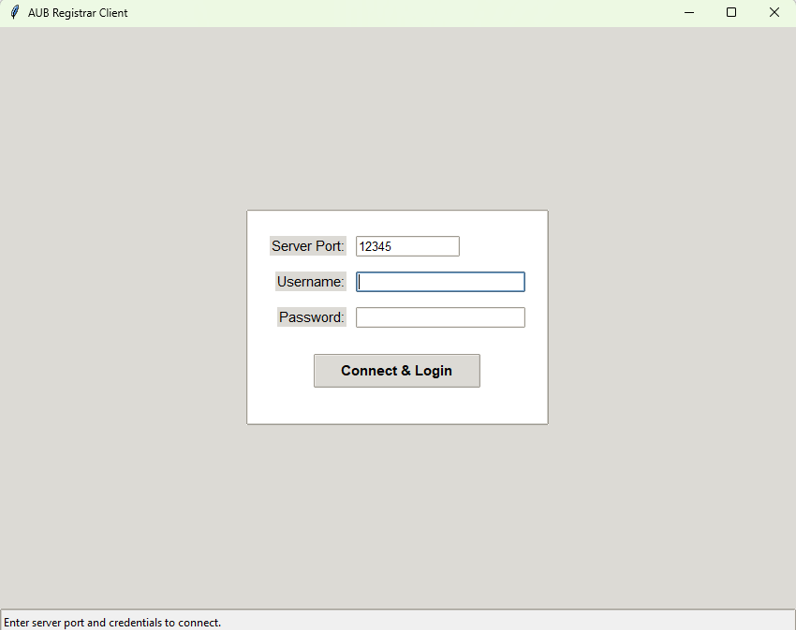 AUB Registrar Client
Server Port: 12345
Username:
Password:
Connect & Login
Enter server port and credentials to connect.